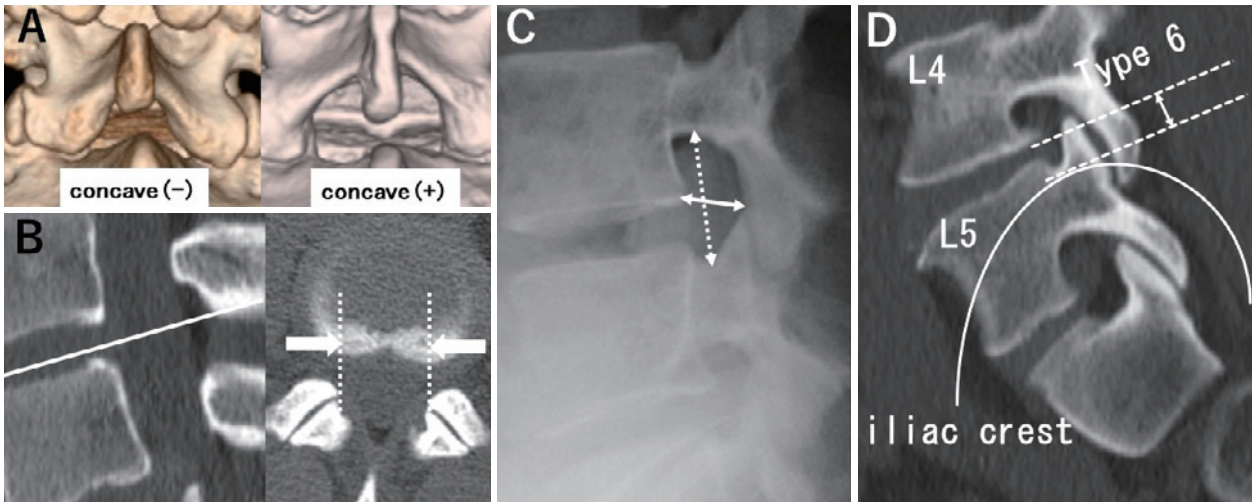 A
concave(-)
concave(+)
B
C
D
L4
Type 6
L5
iliac crest